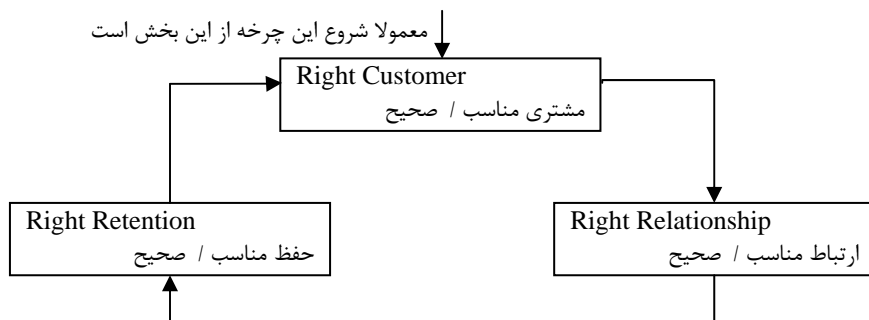 معمولا شروع این چرخه از این بخش است
Right Customer
مشتری مناسب / صحیح
Right Retention
حفظ مناسب / صحیح
Right Relationship
ارتباط مناسب / صحیح